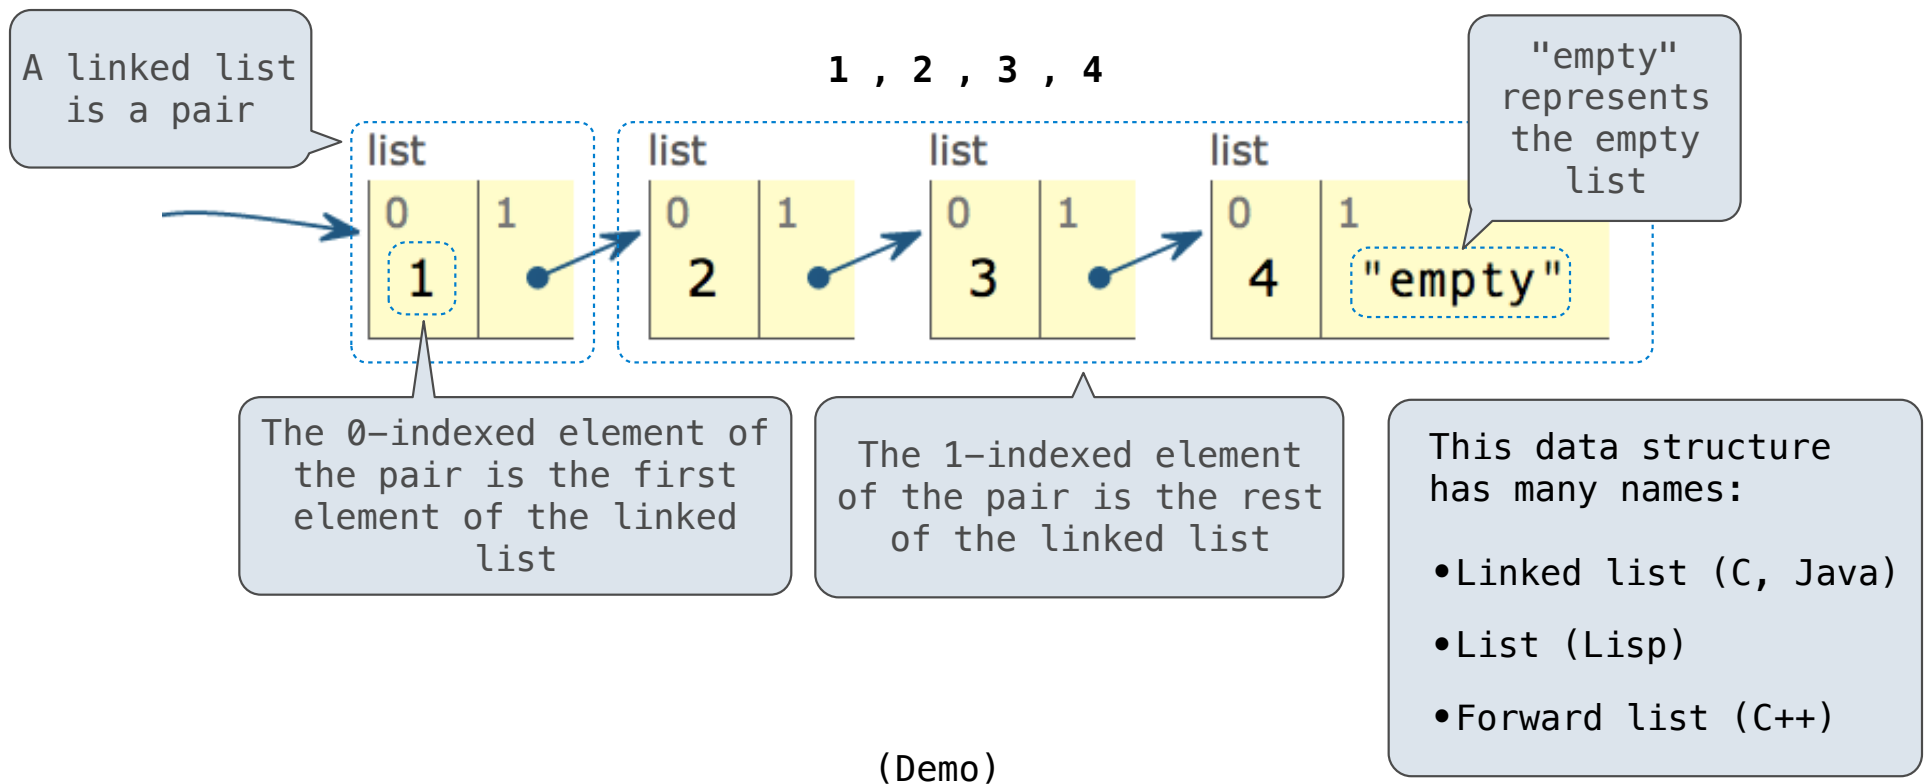 A linked list
is a pair
1 , 2 , 3 , 4
"empty"
represents
the empty
list
list
list
list
list
0 1
0 1
0 1
0 1
1
2
3
4 "empty"
The 0-indexed element of
the pair is the first
element of the linked
list
The 1-indexed element
of the pair is the rest
of the linked list
This data structure
has many names:
•Linked list (C, Java)
•List (Lisp)
•Forward list (C++)
(Demo)